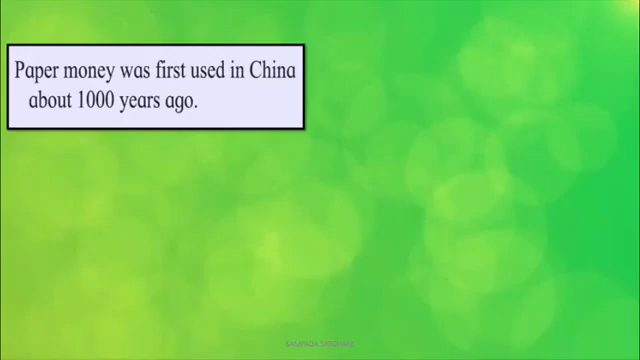 Paper money was first used in China
about 1000 years ago.